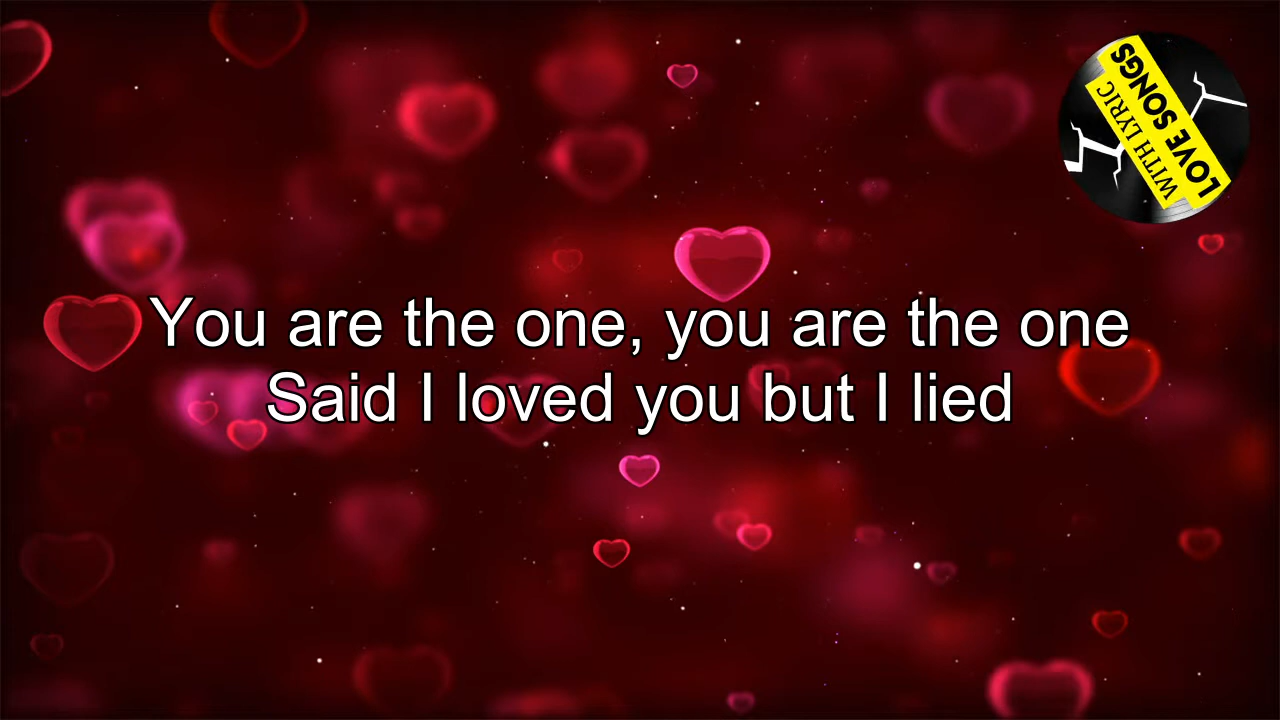 WITH LYRIC
LOVE SONGS
You are the one, you are the one
Said I loved you but I lied